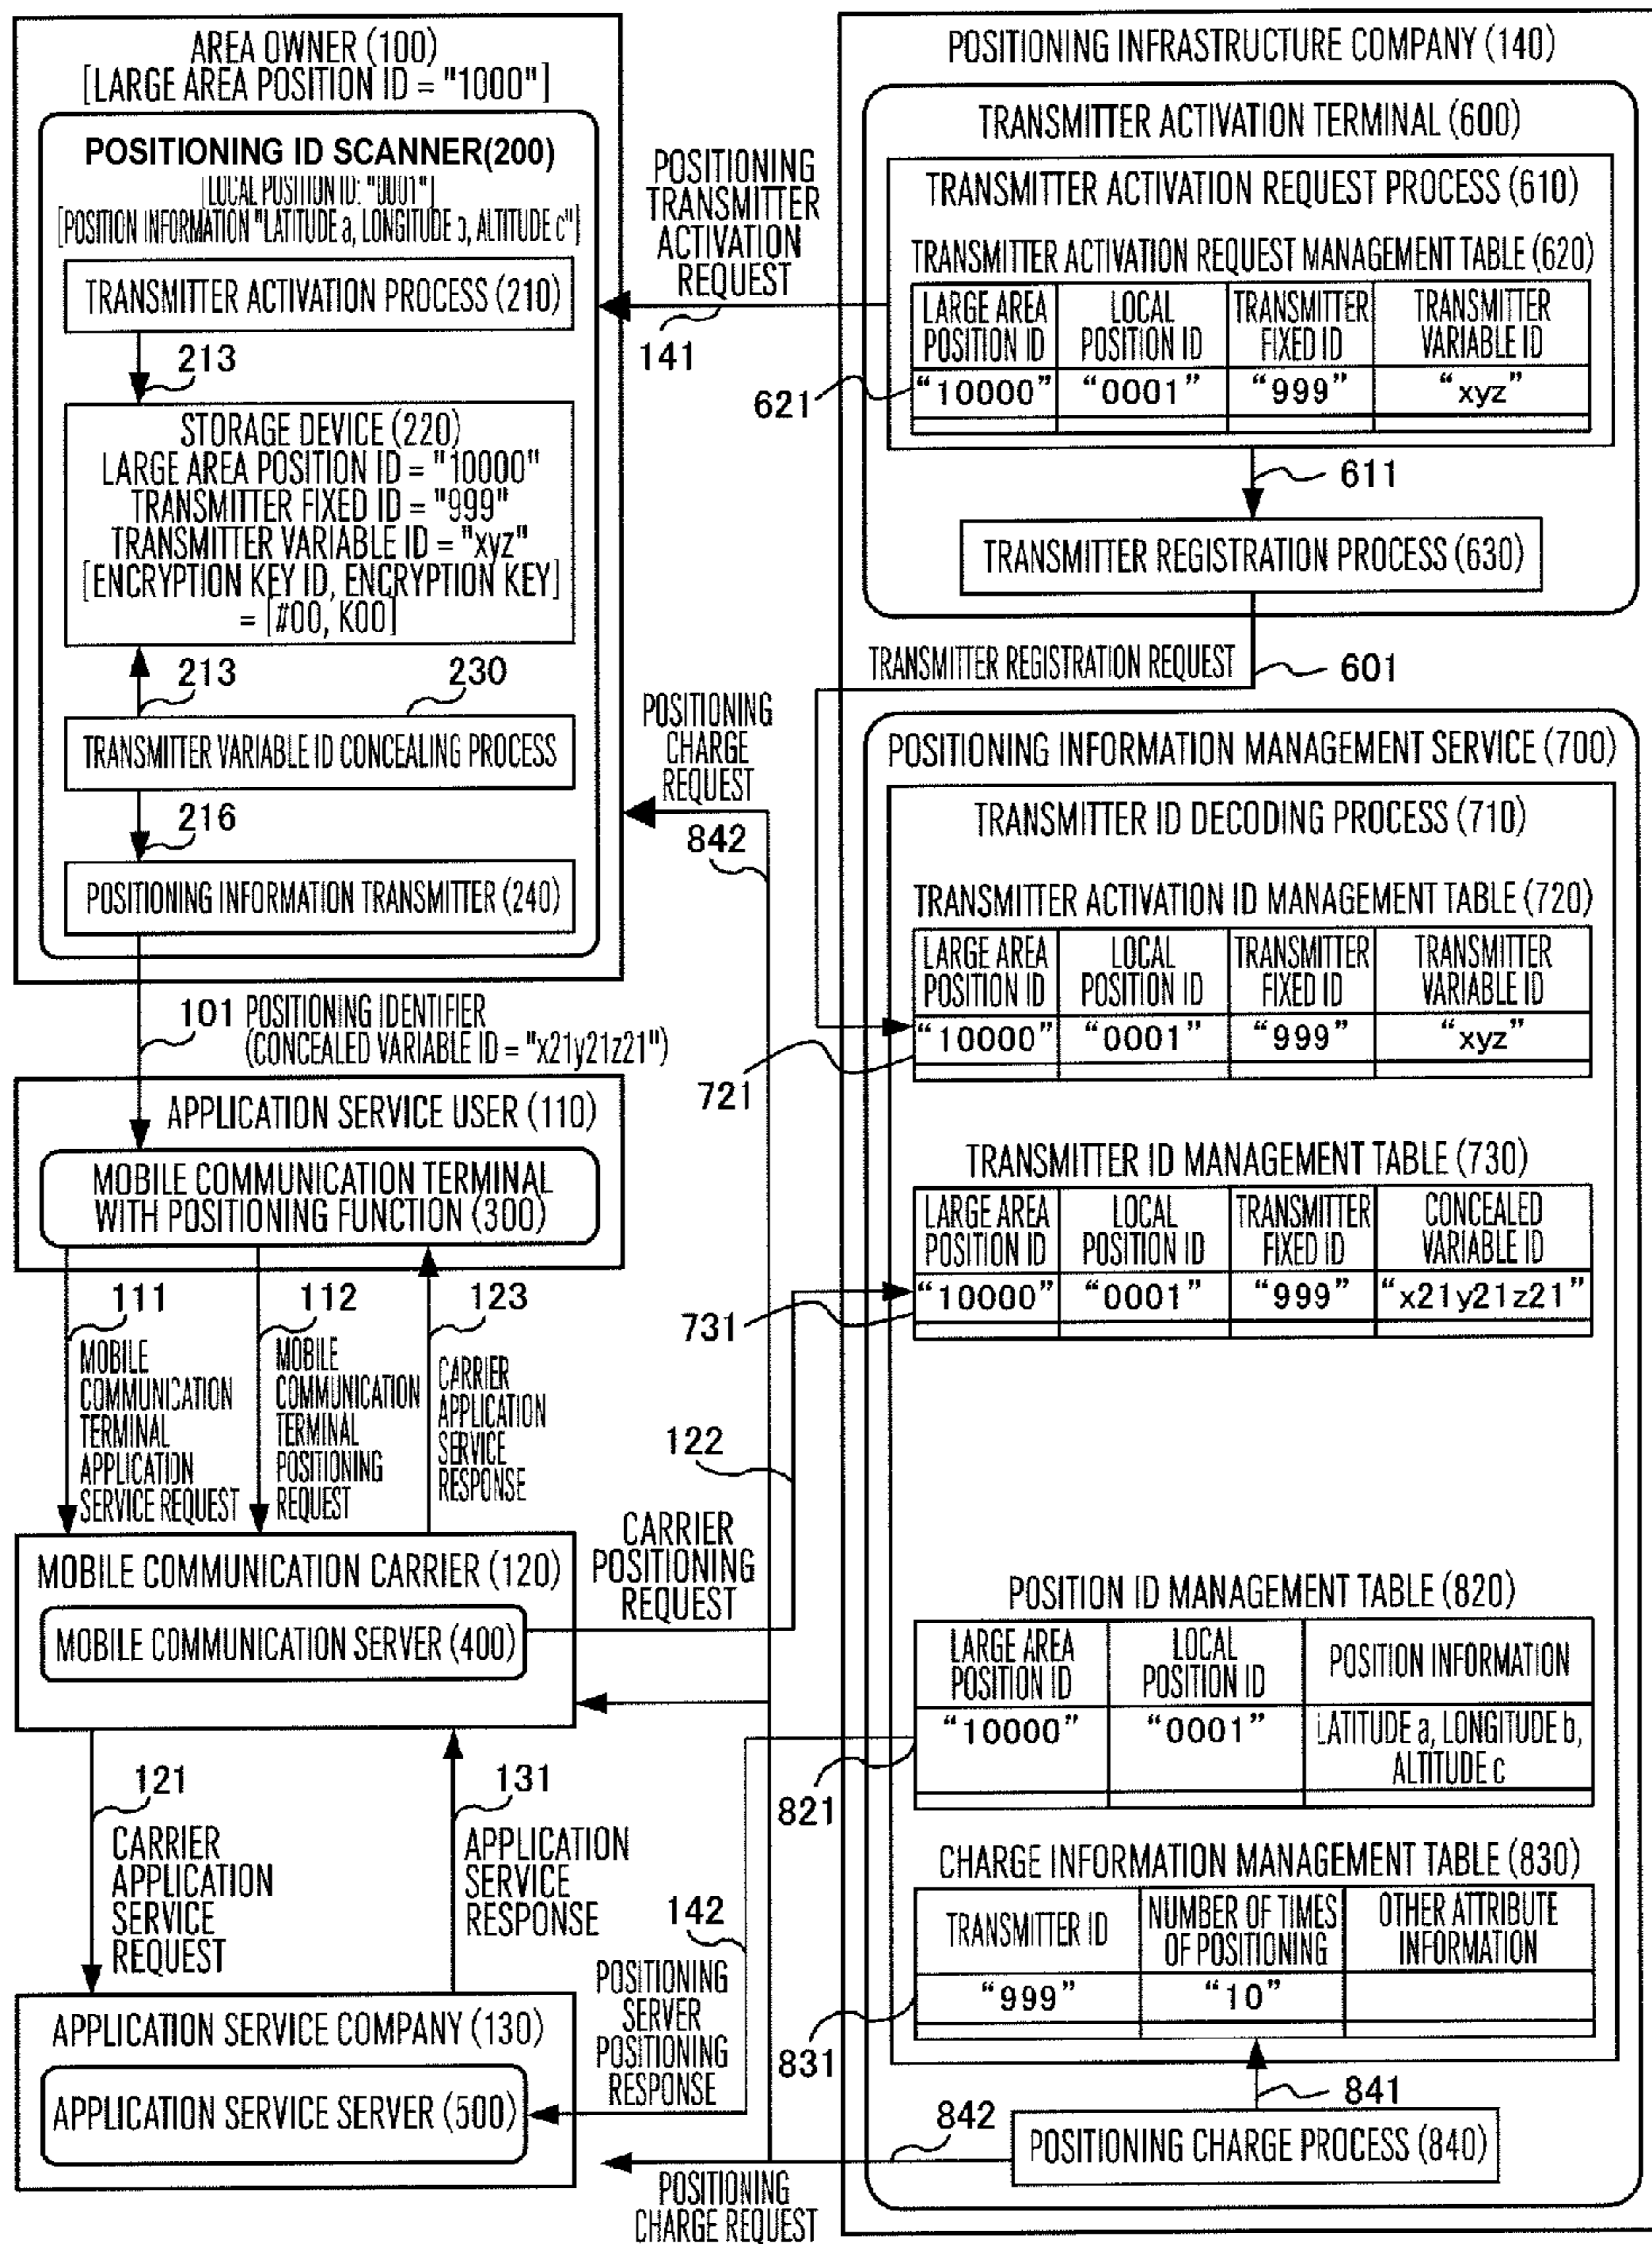 AREA OWNER (100)
[LARGE AREA POSITION ID = "1000"]
POSITIONING ID SCANNER(200)
[LOCAL POSITION ID: "0001"]
[POSITION INFORMATION "LATITUDE a, LONGITUDE b, ALTITUDE c"]
TRANSMITTER ACTIVATION PROCESS (210)
213
STORAGE DEVICE (220)
LARGE AREA POSITION ID = "10000"
TRANSMITTER FIXED ID = "999"
TRANSMITTER VARIABLE ID = "xyz"
[ENCRYPTION KEY ID, ENCRYPTION KEY]
= [#00, K00]
213
230
TRANSMITTER VARIABLE ID CONCEALING PROCESS
216
POSITIONING INFORMATION TRANSMITTER (240)
101 POSITIONING IDENTIFIER
(CONCEALED VARIABLE ID = "x21y21z21")
APPLICATION SERVICE USER (110)
MOBILE COMMUNICATION TERMINAL
WITH POSITIONING FUNCTION (300)
111
MOBILE
COMMUNICATION
TERMINAL
APPLICATION
SERVICE REQUEST
112
MOBILE
COMMUNICATION
TERMINAL
POSITIONING
REQUEST
123
CARRIER
APPLICATION
SERVICE
RESPONSE
MOBILE COMMUNICATION CARRIER (120)
MOBILE COMMUNICATION SERVER (400)
121
CARRIER
APPLICATION
SERVICE
REQUEST
131
APPLICATION
SERVICE
RESPONSE
APPLICATION SERVICE COMPANY (130)
APPLICATION SERVICE SERVER (500)
POSITIONING
TRANSMITTER
ACTIVATION
REQUEST
141
POSITIONING
CHARGE
REQUEST
842
122
CARRIER
POSITIONING
REQUEST
142
POSITIONING
SERVER
POSITIONING
RESPONSE
POSITIONING
CHARGE REQUEST
842
POSITIONING INFRASTRUCTURE COMPANY (140)
TRANSMITTER ACTIVATION TERMINAL (600)
TRANSMITTER ACTIVATION REQUEST PROCESS (610)
TRANSMITTER ACTIVATION REQUEST MANAGEMENT TABLE (620)
LARGE AREA POSITION ID LOCAL POSITION ID TRANSMITTER FIXED ID TRANSMITTER VARIABLE ID
621 “10000” “0001” “999” “xyz”
611
TRANSMITTER REGISTRATION PROCESS (630)
TRANSMITTER REGISTRATION REQUEST
601
POSITIONING INFORMATION MANAGEMENT SERVICE (700)
TRANSMITTER ID DECODING PROCESS (710)
TRANSMITTER ACTIVATION ID MANAGEMENT TABLE (720)
LARGE AREA POSITION ID LOCAL POSITION ID TRANSMITTER FIXED ID TRANSMITTER VARIABLE ID
“10000” “0001” “999” “xyz”
721
TRANSMITTER ID MANAGEMENT TABLE (730)
LARGE AREA POSITION ID LOCAL POSITION ID TRANSMITTER FIXED ID CONCEALED VARIABLE ID
“10000” “0001” “999” “x21y21z21”
731
POSITION ID MANAGEMENT TABLE (820)
LARGE AREA POSITION ID LOCAL POSITION ID POSITION INFORMATION
“10000” “0001” LATITUDE a, LONGITUDE b,
ALTITUDE c
821
CHARGE INFORMATION MANAGEMENT TABLE (830)
TRANSMITTER ID NUMBER OF TIMES OF POSITIONING OTHER ATTRIBUTE INFORMATION
“999” “10”
831
841
POSITIONING CHARGE PROCESS (840)